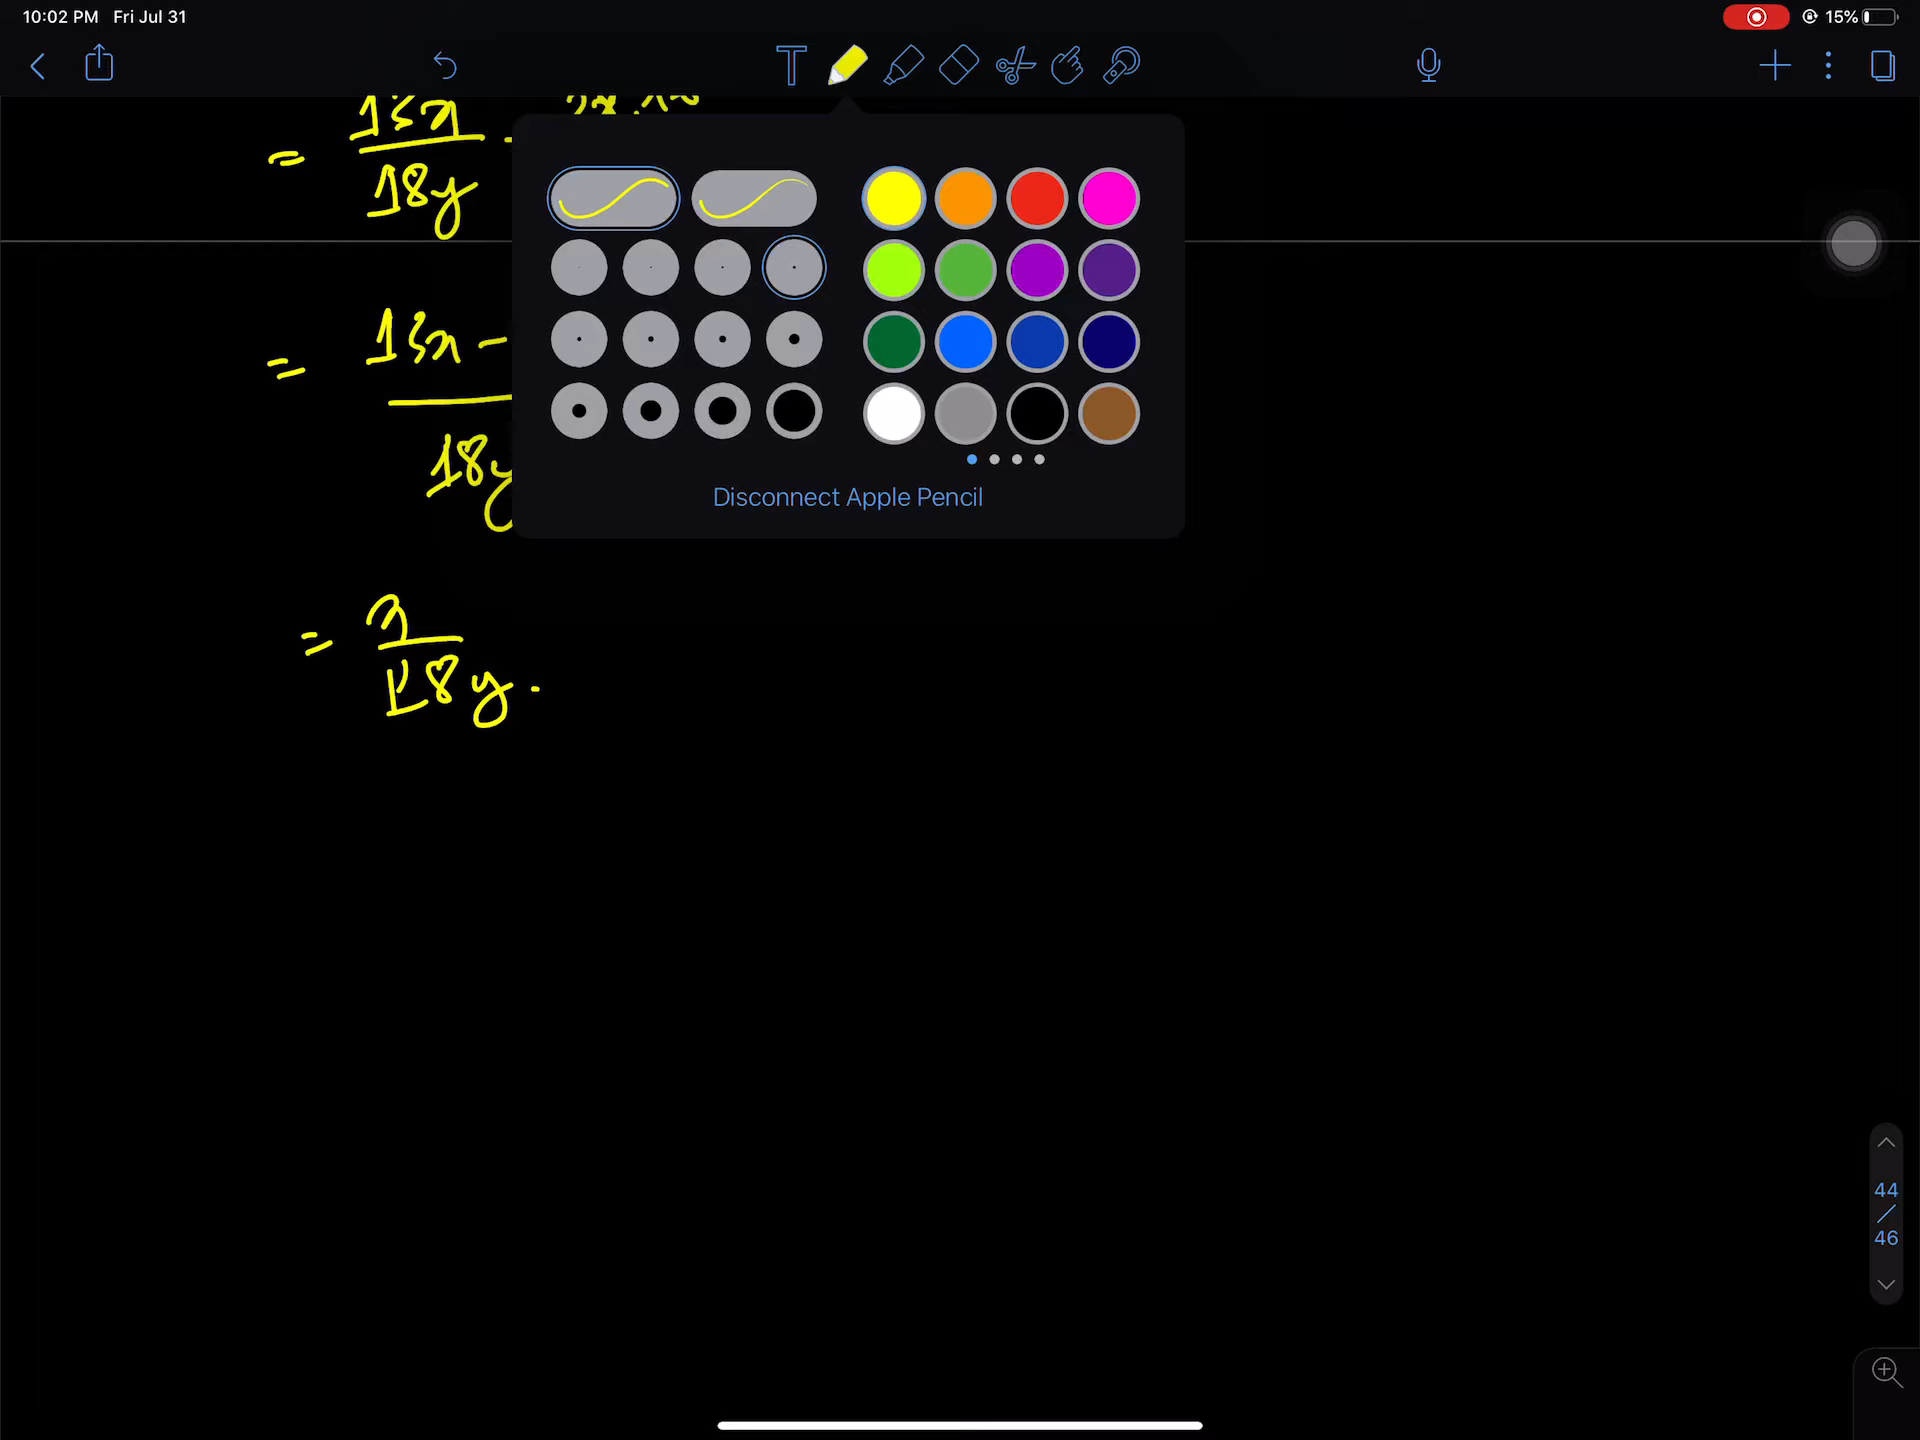 10:02 PM Fri Jul 31
15%
= 13x / 18y -
= 13x - / 18y
= x / 18y.
Disconnect Apple Pencil
44
/
46